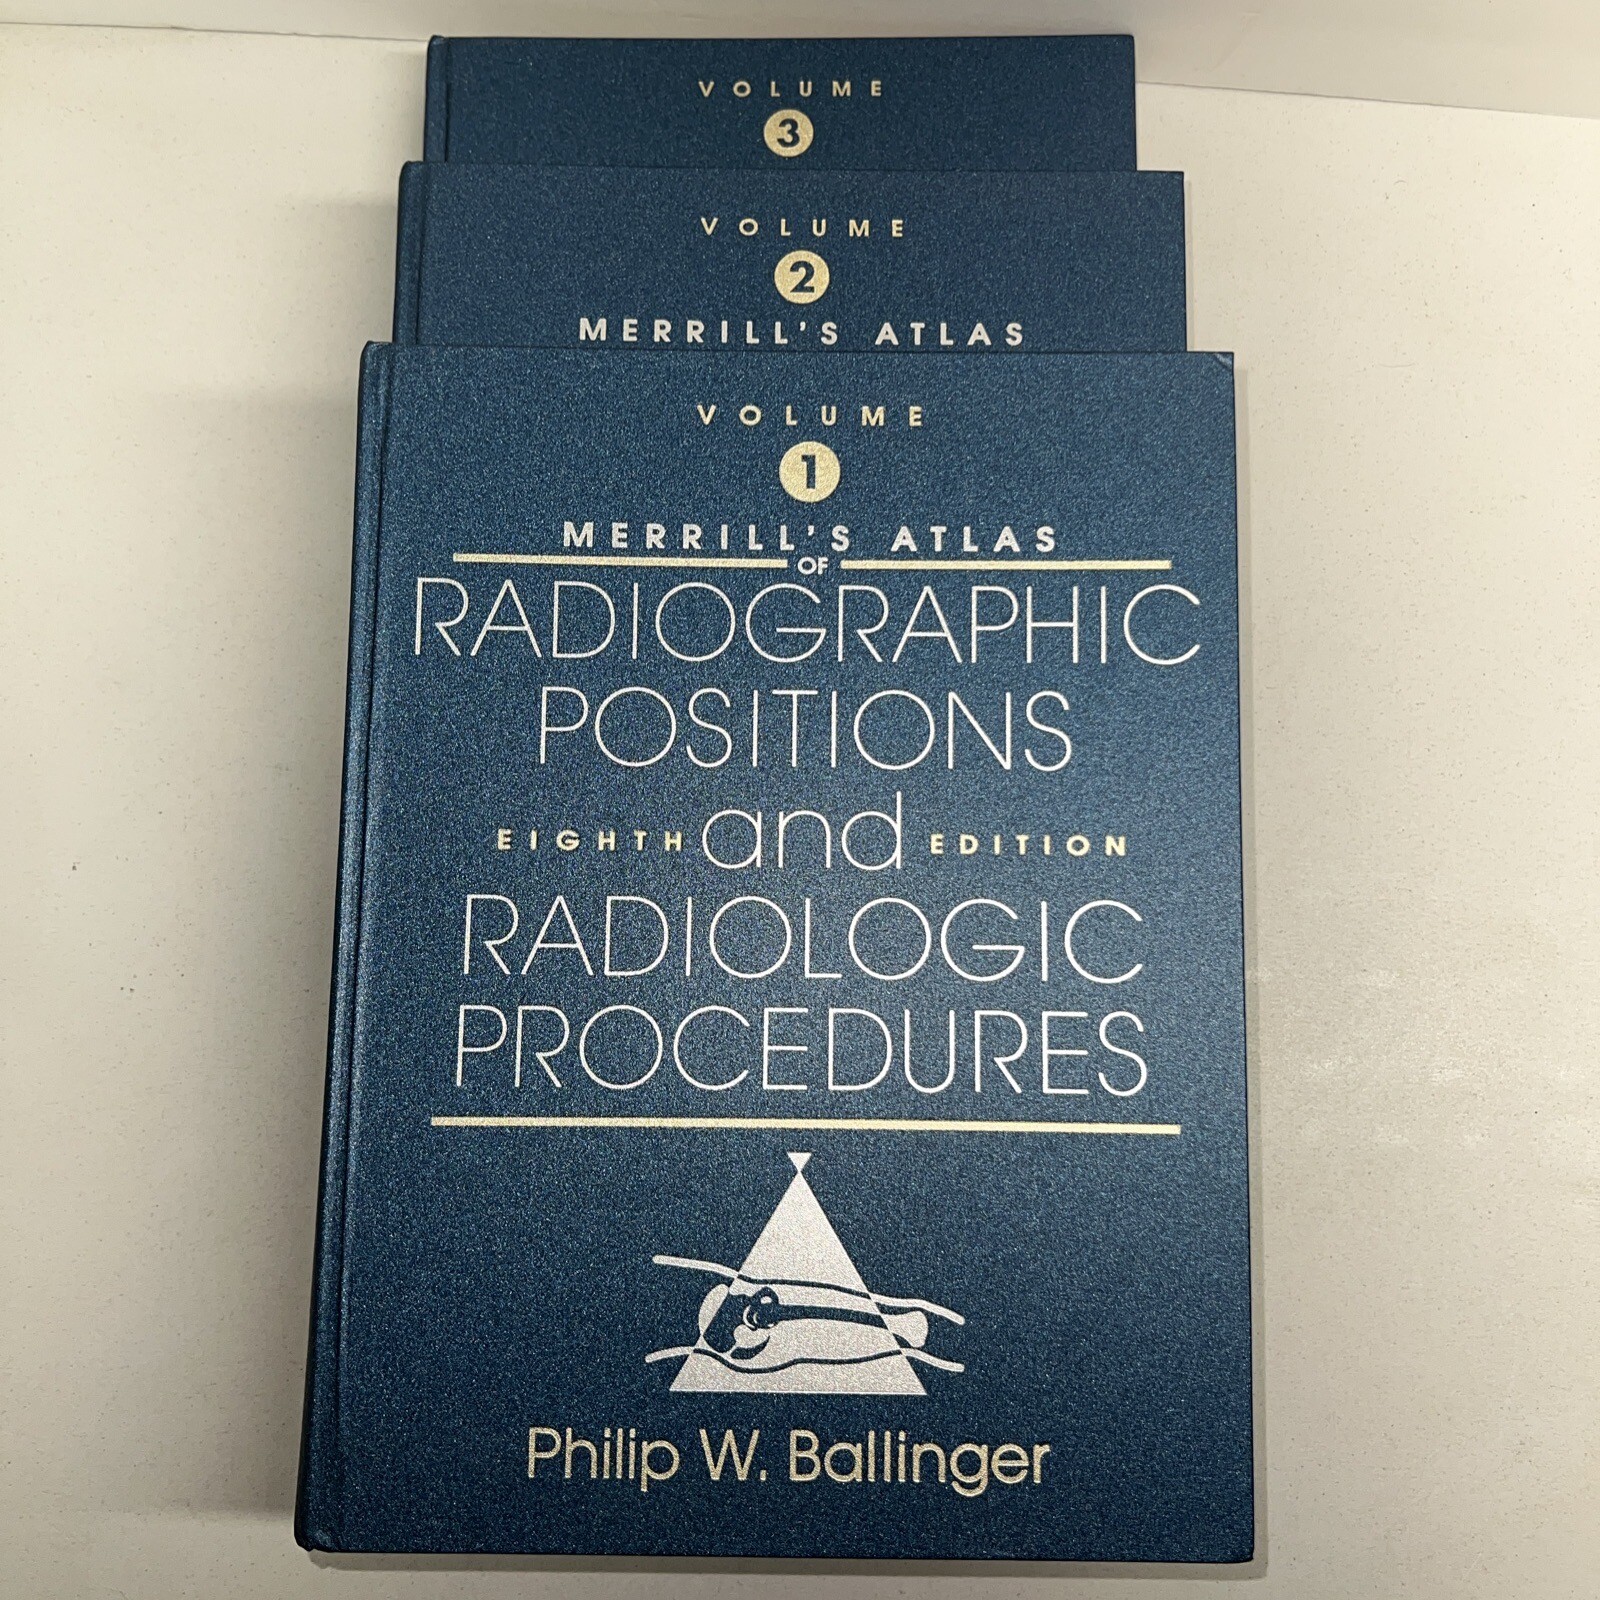 VOLUME
3
VOLUME
2
MERRILL'S ATLAS
VOLUME
1
MERRILL'S ATLAS
OF
RADIOGRAPHIC
POSITIONS
EIGHTH and EDITION
RADIOLOGIC
PROCEDURES
Philip W. Ballinger